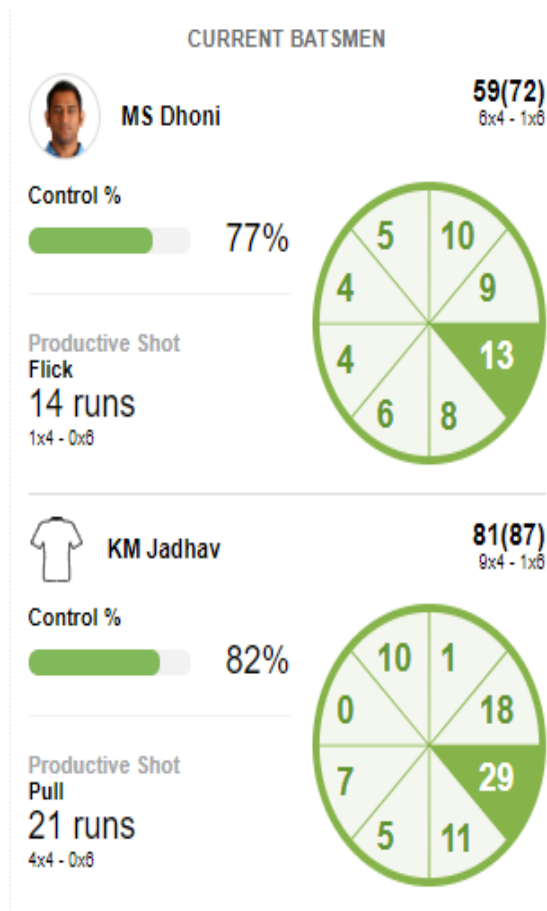 CURRENT BATSMEN
MS Dhoni
59(72)
6x4 - 1x6
Control %
77%
5 10
4 9
4 13
6 8
Productive Shot
Flick
14 runs
1x4 - 0x6
KM Jadhav
81(87)
9x4 - 1x6
Control %
82%
10 1
0 18
7 29
5 11
Productive Shot
Pull
21 runs
4x4 - 0x6